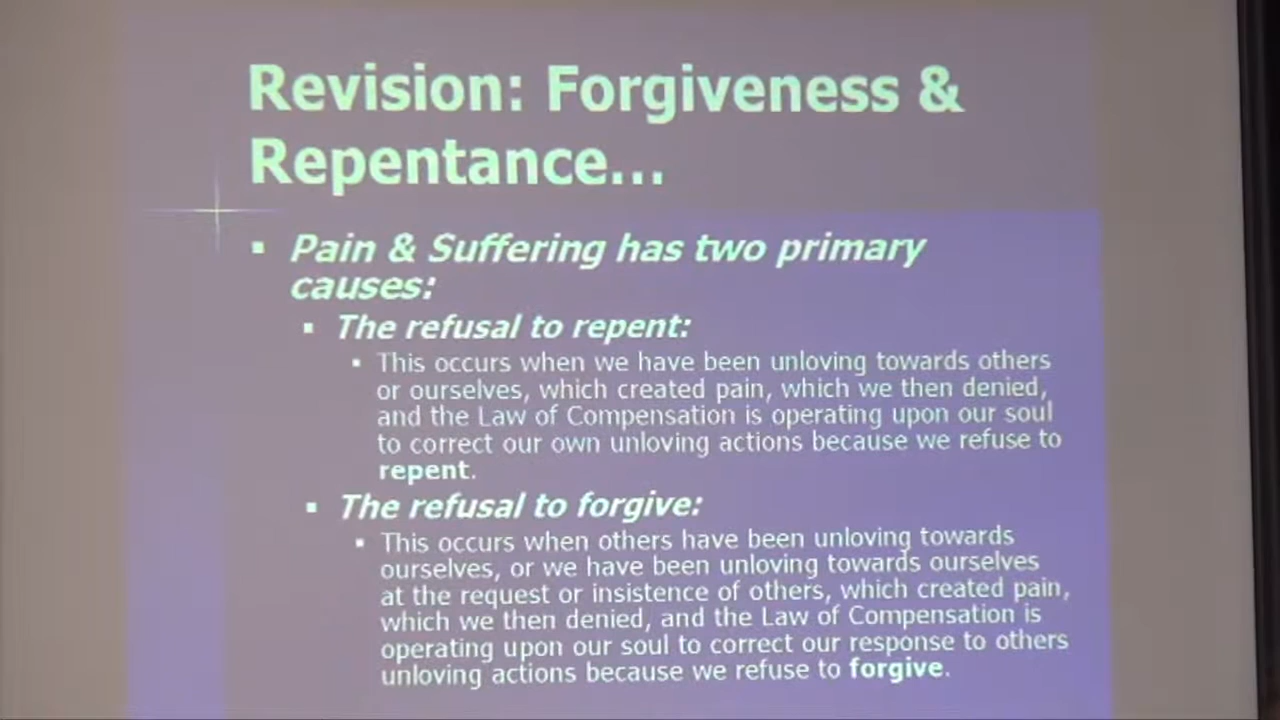 Revision: Forgiveness &
Repentance...
▪ Pain & Suffering has two primary
causes:
▪ The refusal to repent:
▪ This occurs when we have been unloving towards others
or ourselves, which created pain, which we then denied,
and the Law of Compensation is operating upon our soul
to correct our own unloving actions because we refuse to
repent.
▪ The refusal to forgive:
▪ This occurs when others have been unloving towards
ourselves, or we have been unloving towards ourselves
at the request or insistence of others, which created pain,
which we then denied, and the Law of Compensation is
operating upon our soul to correct our response to others
unloving actions because we refuse to forgive.